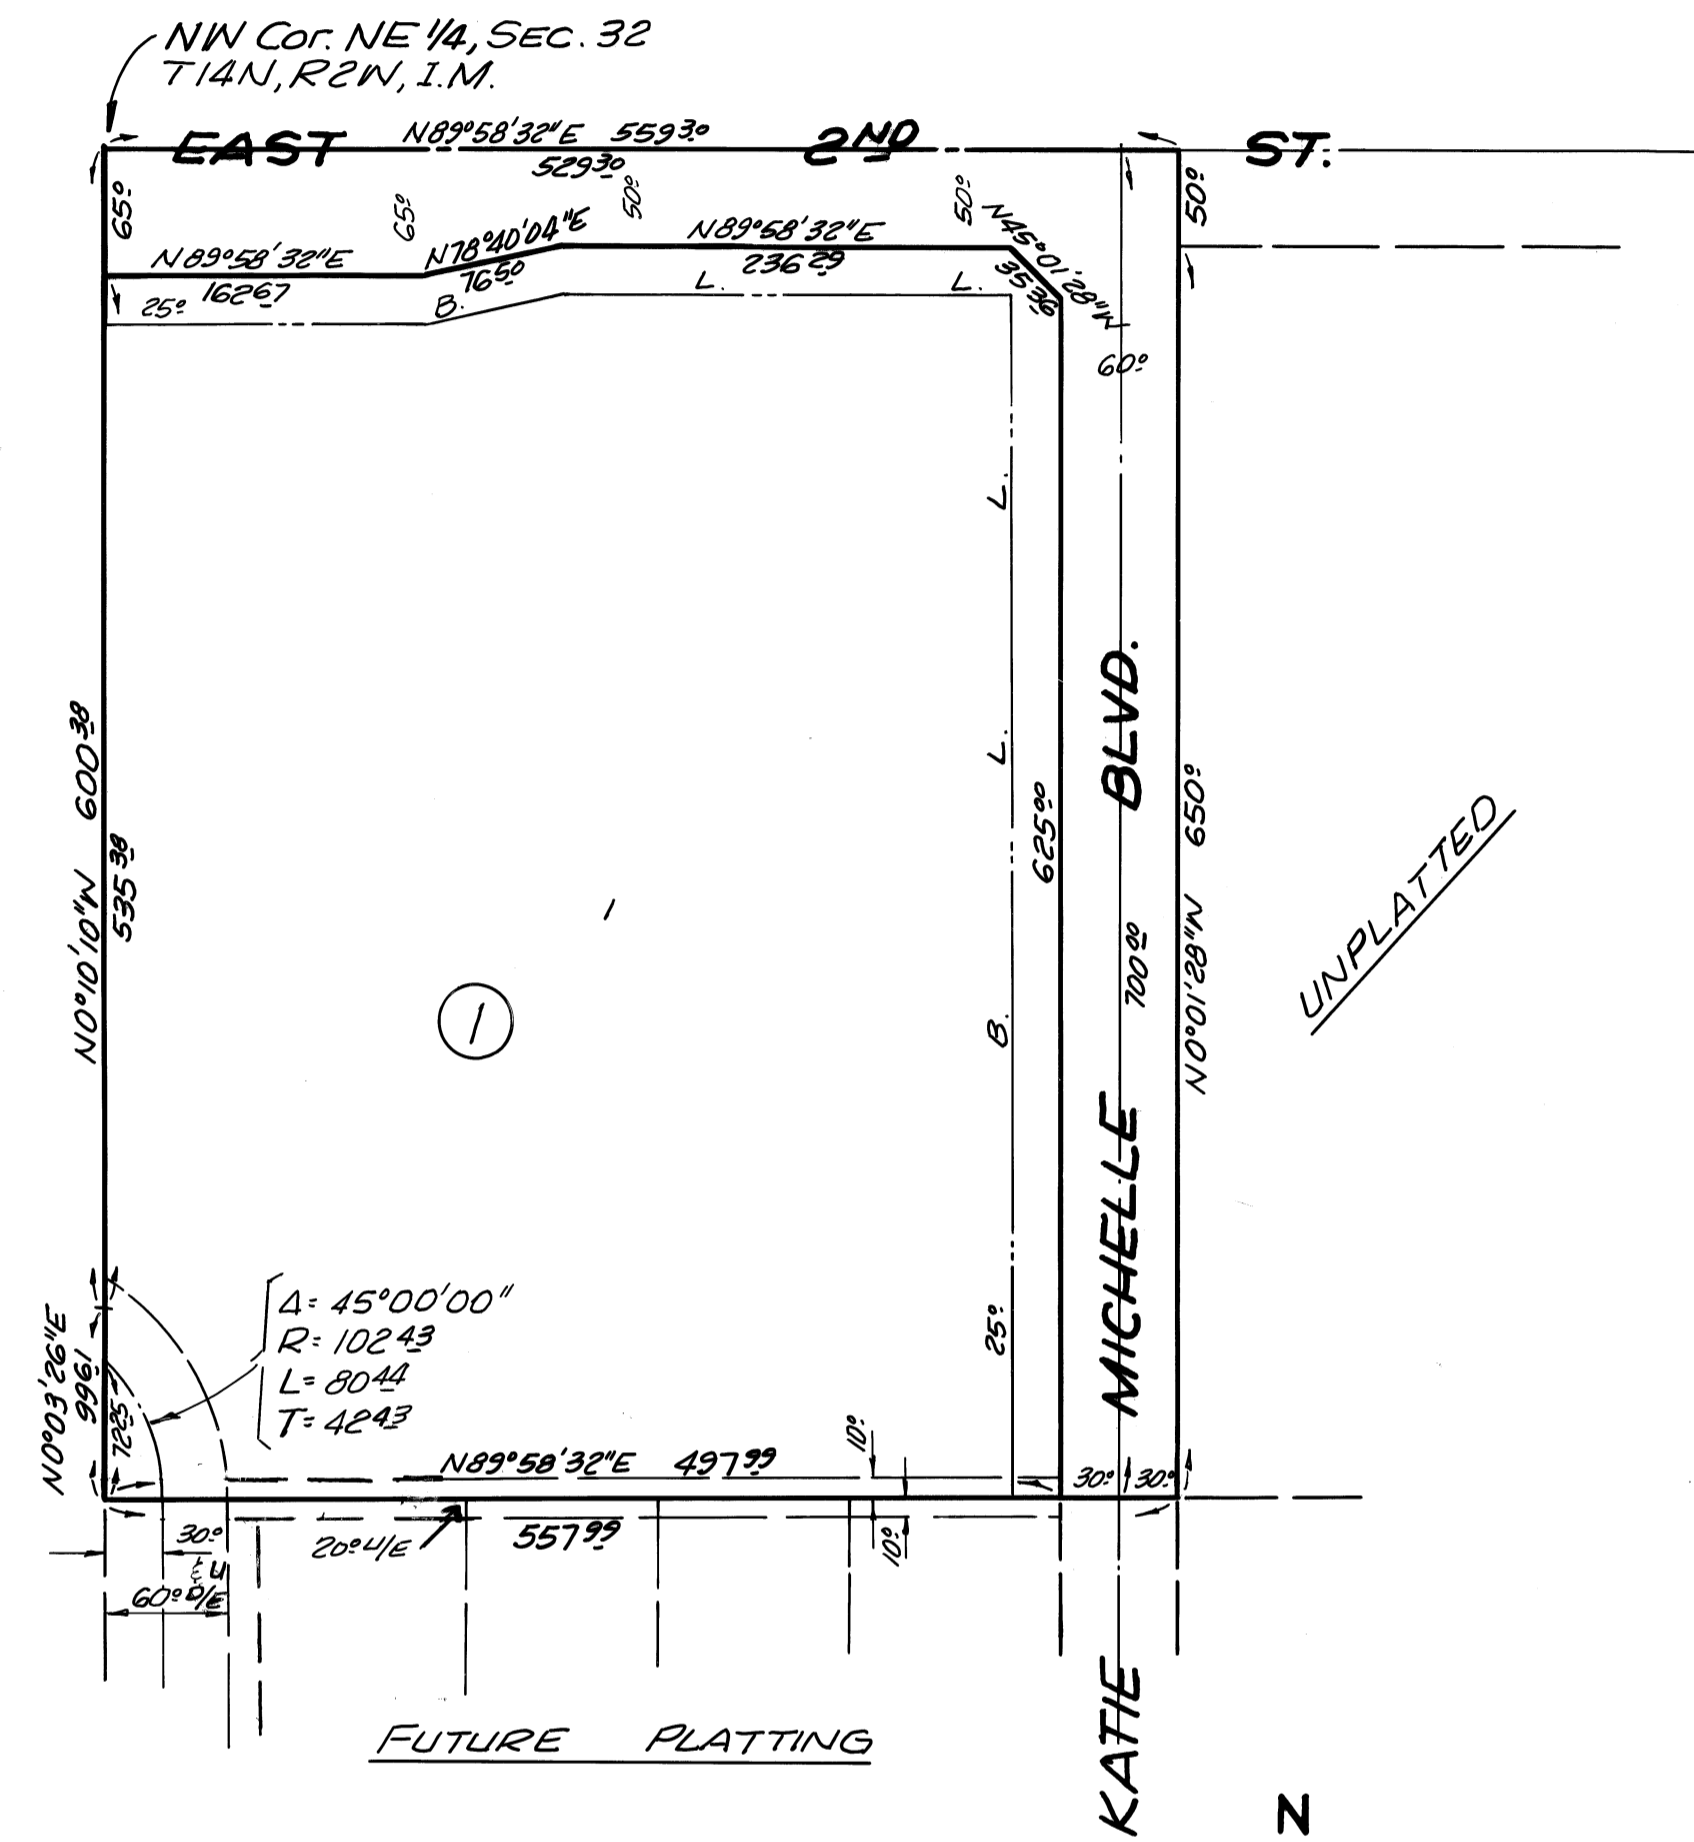 NW Cor. NE 1/4, SEC. 32
T14N, R2W, I.M.
EAST 2ND ST.
N89°58'32"E 559.30
529.30
65.0
65.0
50.0
50.0
50.0
N89°58'32"E
162.67
N78°40'04"E
76.50
N89°58'32"E
236.29
N45°01'28"W
35.36
25.0
B. L. L.
60.0
L.
L.
B.
25.0
625.00
N0°10'10"W 600.38
535.38
1
1
KATIE MICHELLE BLVD.
700.00
N0°01'28"W 650.0
UNPLATTED
N0°03'26"E
99.61
72.25
Δ= 45°00'00"
R= 102.43
L= 80.44
T= 42.43
N89°58'32"E 497.99
10.0
30.0
30.0
20.0 U/E
557.99
10.0
30.0
U
&
60.0 D/E
FUTURE PLATTING
N